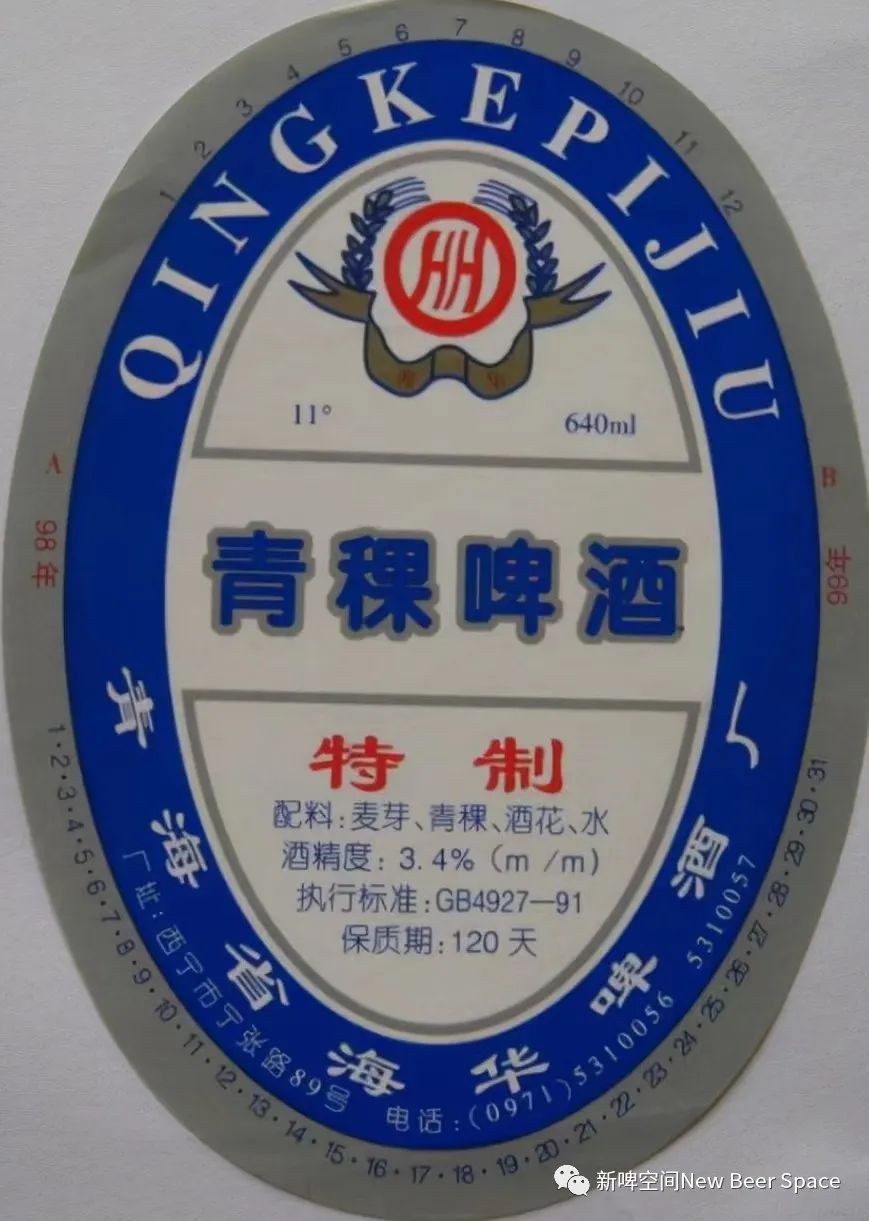 1 2 3 4 5 6 7 8 9 10 11 12
QINGKEPIJIU
HH
海 华
11° 640ml
A
98年
B
99年
青稞啤酒
特 制
配料:麦芽、青稞、酒花、水
酒精度: 3.4% (m /m)
执行标准:GB4927—91
保质期:120 天
青海省海华啤酒厂
厂址:西宁市宁张路89号 电话:(0971)5310056 5310057
1·2·3·4·5·6·7·8·9·10·11·12·13·14·15·16·17·18·19·20·21·22·23·24·25·26·27·28·29·30·31
新啤空间New Beer Space